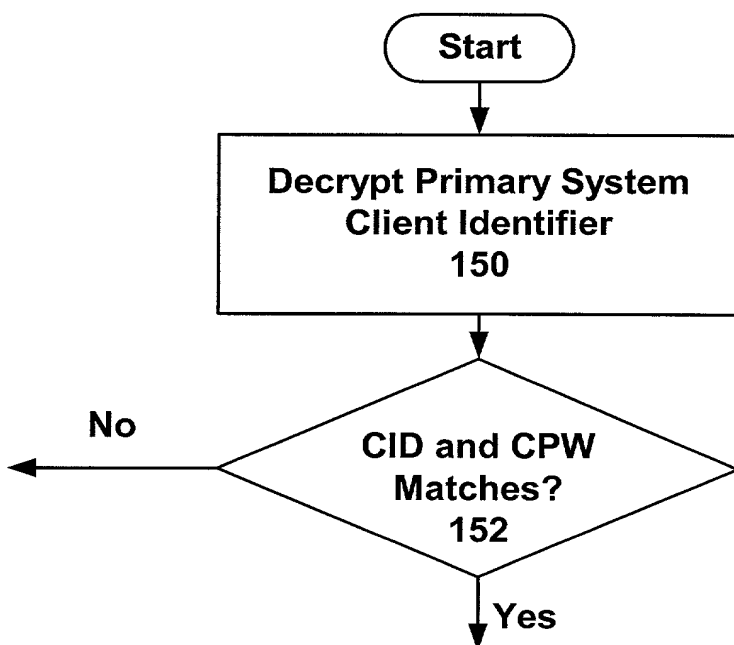 Start
Decrypt Primary System
Client Identifier
150
No
CID and CPW
Matches?
152
Yes